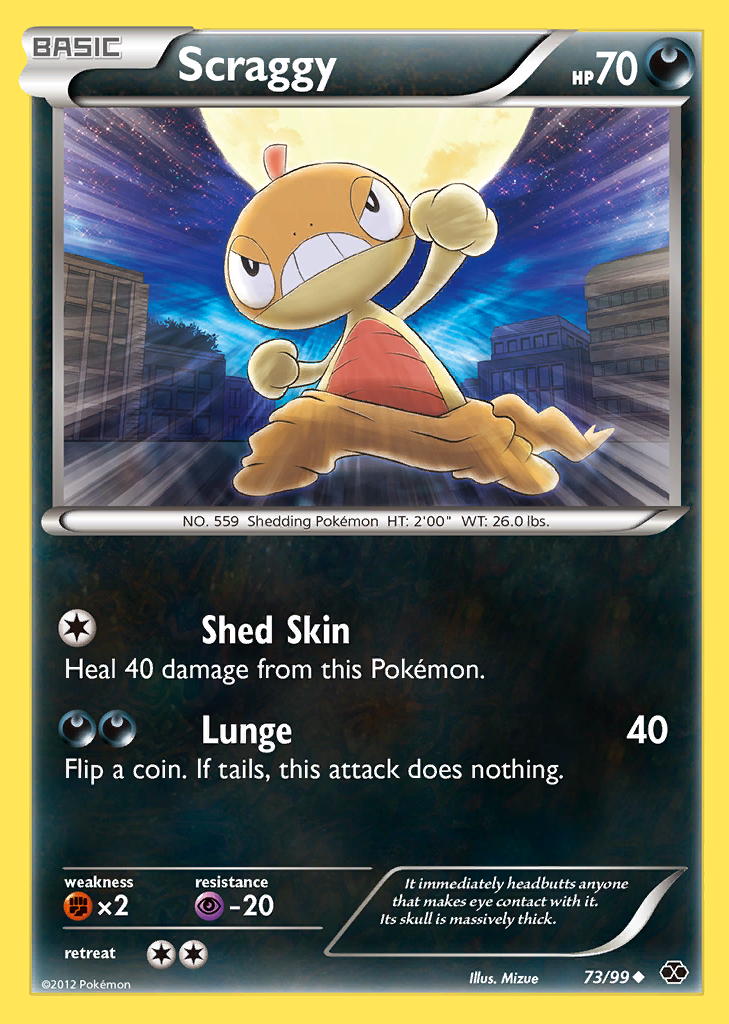 BASIC
Scraggy
HP 70
NO. 559 Shedding Pokémon HT: 2'00" WT: 26.0 lbs.
Shed Skin
Heal 40 damage from this Pokémon.
Lunge 40
Flip a coin. If tails, this attack does nothing.
weakness resistance
×2 -20
It immediately headbutts anyone
that makes eye contact with it.
Its skull is massively thick.
retreat
©2012 Pokémon
Illus. Mizue 73/99